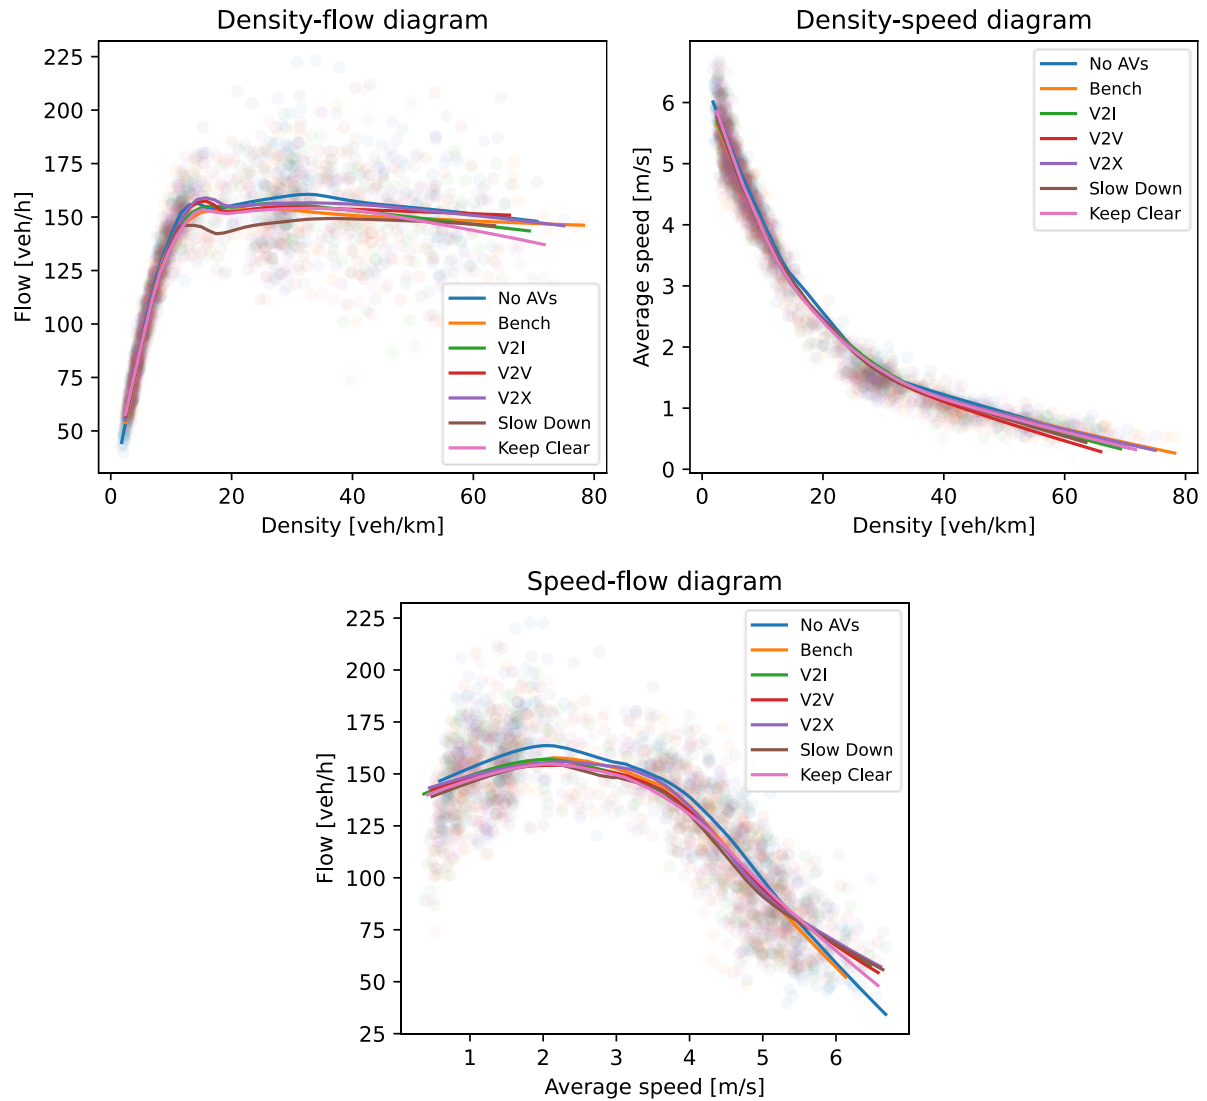 Density-flow diagram
Flow [veh/h]
225
200
175
150
125
100
75
50
0
20
40
60
80
Density [veh/km]
No AVs
Bench
V2I
V2V
V2X
Slow Down
Keep Clear
Density-speed diagram
Average speed [m/s]
6
5
4
3
2
1
0
0
20
40
60
80
Density [veh/km]
No AVs
Bench
V2I
V2V
V2X
Slow Down
Keep Clear
Speed-flow diagram
Flow [veh/h]
225
200
175
150
125
100
75
50
25
1
2
3
4
5
6
Average speed [m/s]
No AVs
Bench
V2I
V2V
V2X
Slow Down
Keep Clear